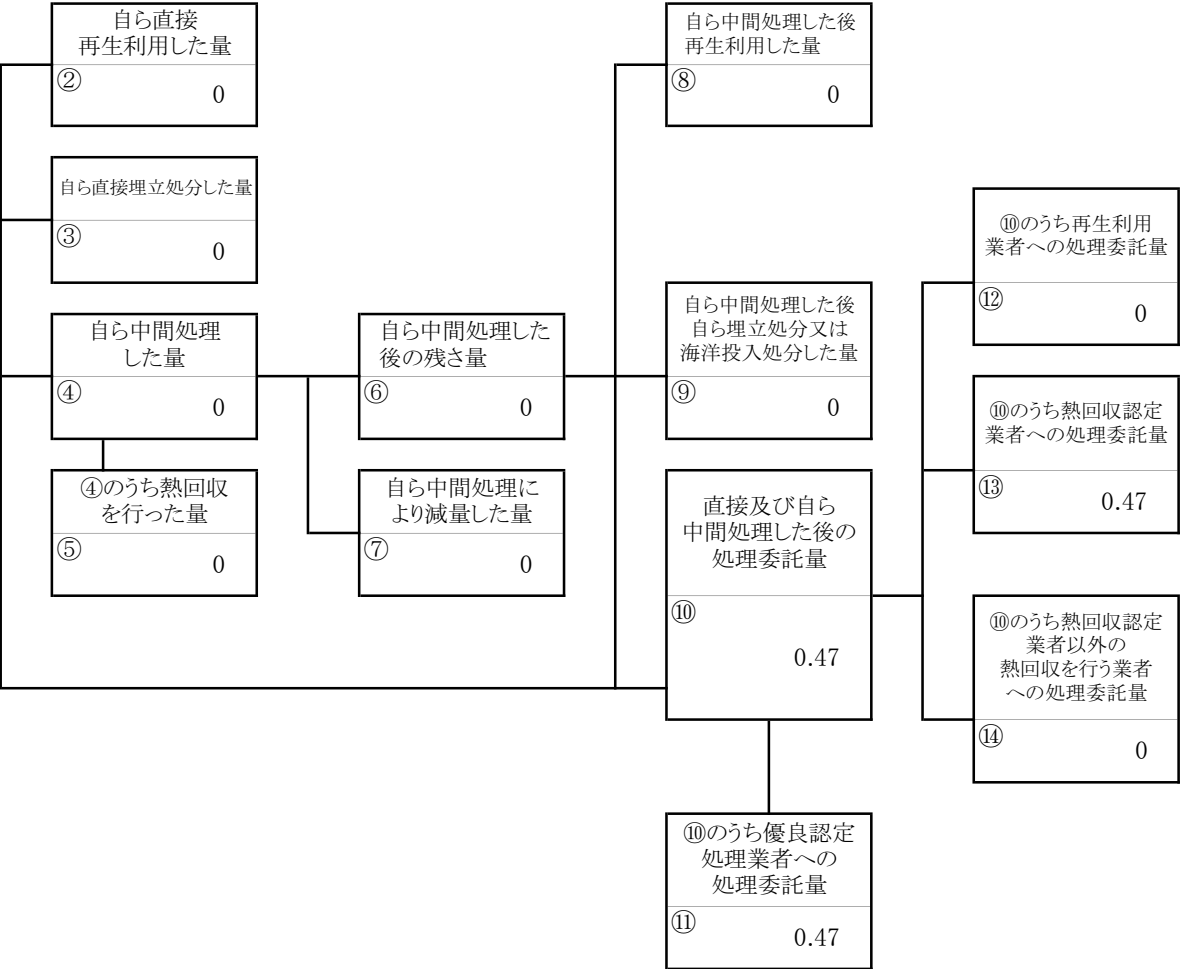 自ら直接
再生利用した量
②
0
自ら直接埋立処分した量
③
0
自ら中間処理
した量
④
0
④のうち熱回収
を行った量
⑤
0
自ら中間処理した
後の残さ量
⑥
0
自ら中間処理に
より減量した量
⑦
0
自ら中間処理した後
再生利用した量
⑧
0
自ら中間処理した後
自ら埋立処分又は
海洋投入処分した量
⑨
0
直接及び自ら
中間処理した後の
処理委託量
⑩
0.47
⑩のうち優良認定
処理業者への
処理委託量
⑪
0.47
⑩のうち再生利用
業者への処理委託量
⑫
0
⑩のうち熱回収認定
業者への処理委託量
⑬
0.47
⑩のうち熱回収認定
業者以外の
熱回収を行う業者
への処理委託量
⑭
0